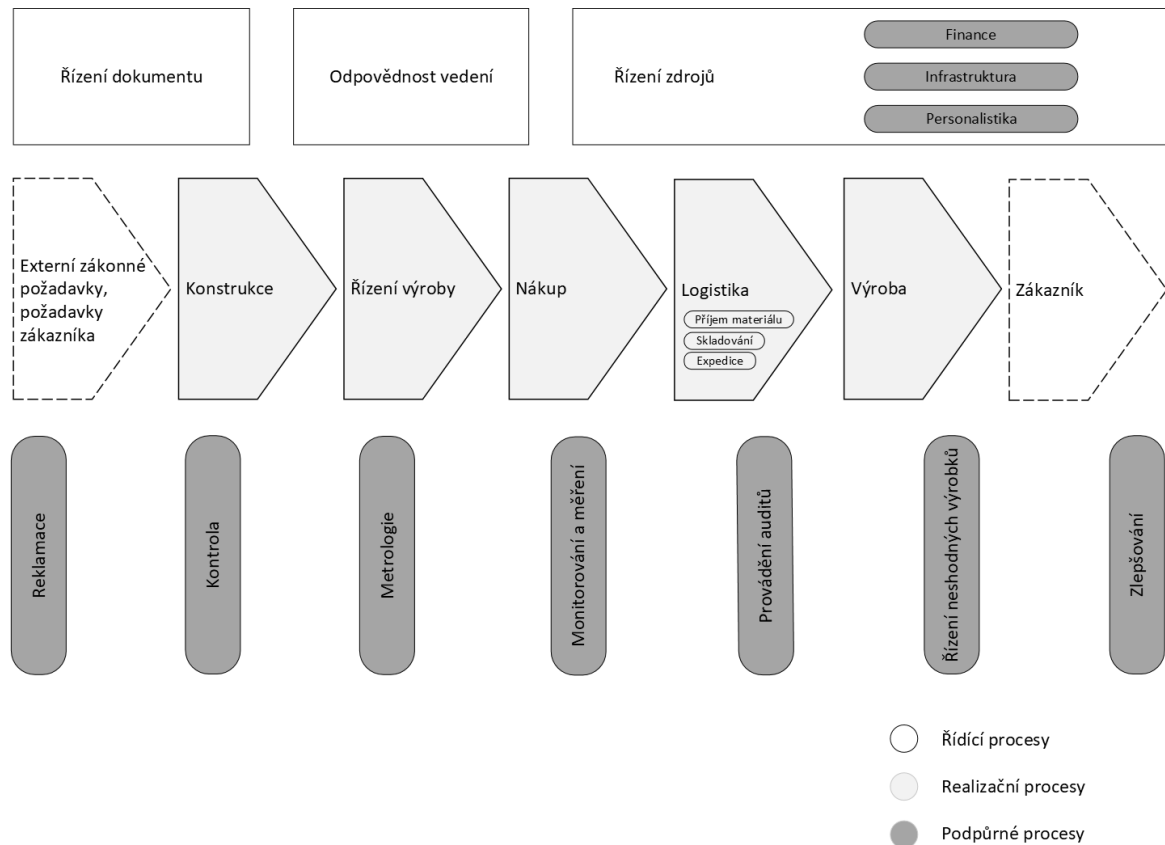 Řízení dokumentu
Odpovědnost vedení
Řízení zdrojů
Finance
Infrastruktura
Personalistika
Externí zákonné
požadavky,
požadavky
zákazníka
Konstrukce
Řízení výroby
Nákup
Logistika
Příjem materiálu
Skladování
Expedice
Výroba
Zákazník
Reklamace
Kontrola
Metrologie
Monitorování a měření
Provádění auditů
Řízení neshodných výrobků
Zlepšování
Řídící procesy
Realizační procesy
Podpůrné procesy